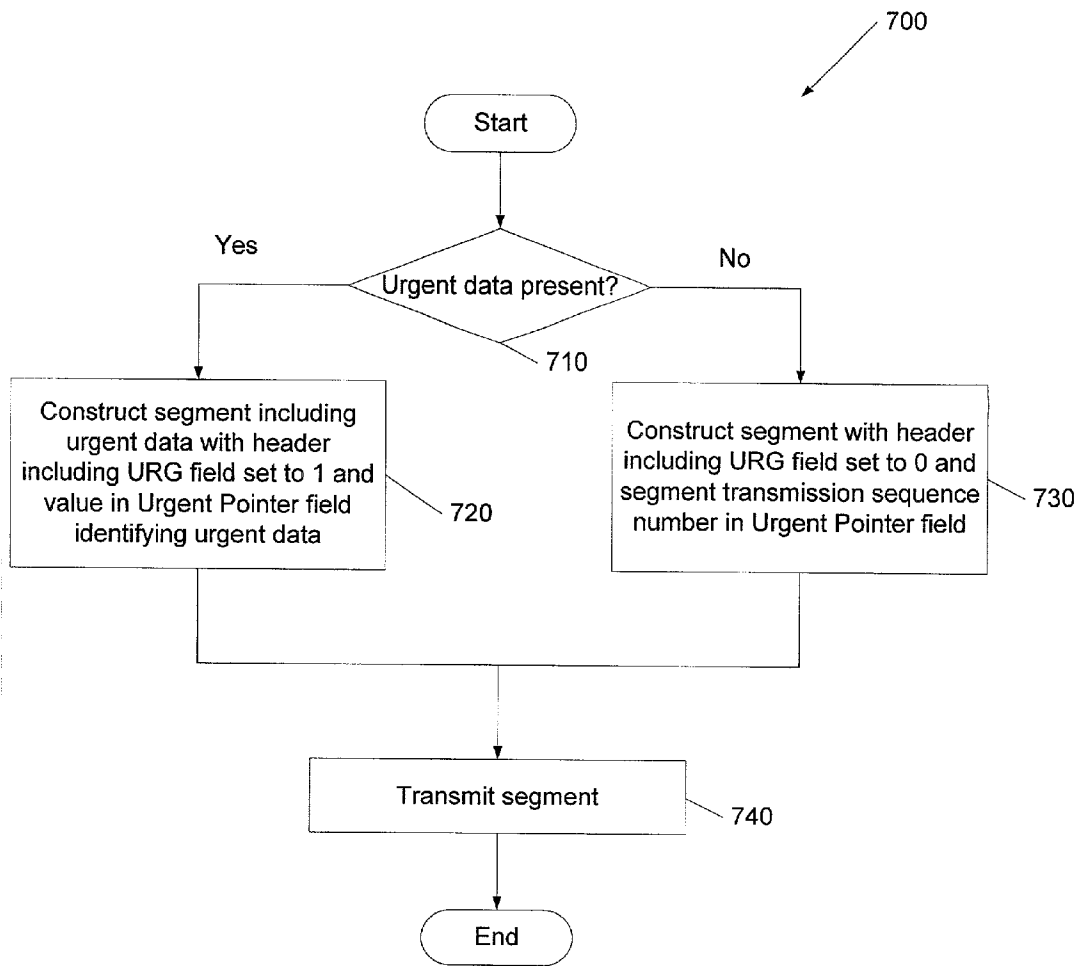 700
Start
Yes
No
Urgent data present?
710
Construct segment including
urgent data with header
including URG field set to 1 and
value in Urgent Pointer field
identifying urgent data
720
Construct segment with header
including URG field set to 0 and
segment transmission sequence
number in Urgent Pointer field
730
Transmit segment
740
End